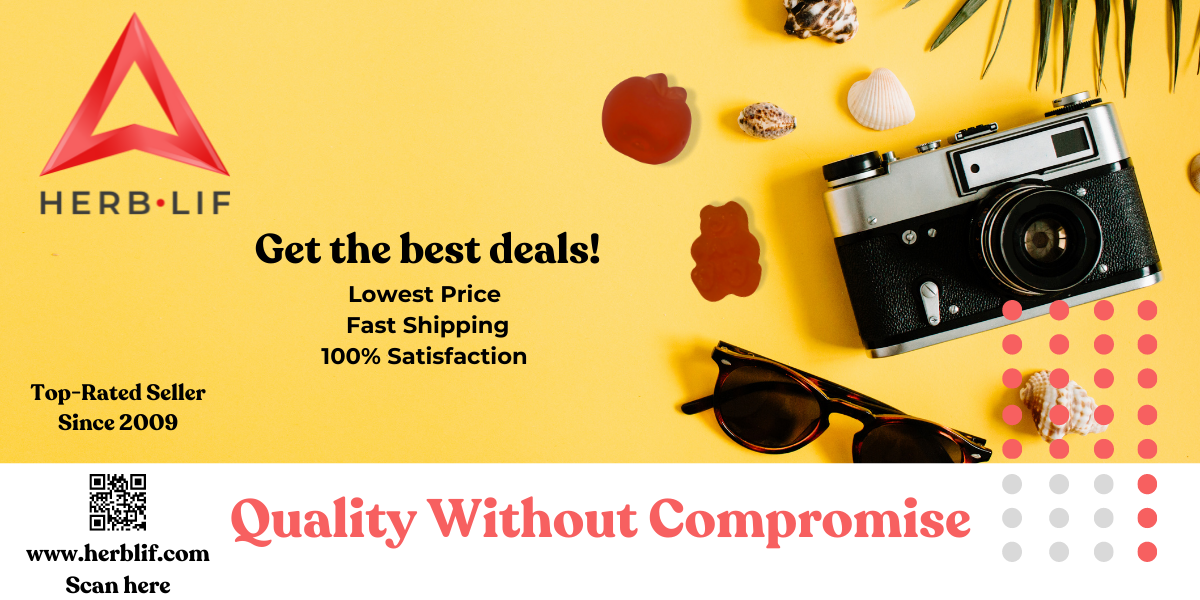 HERB•LIF
Get the best deals!
Lowest Price
Fast Shipping
100% Satisfaction
Top-Rated Seller
Since 2009
Quality Without Compromise
www.herblif.com
Scan here